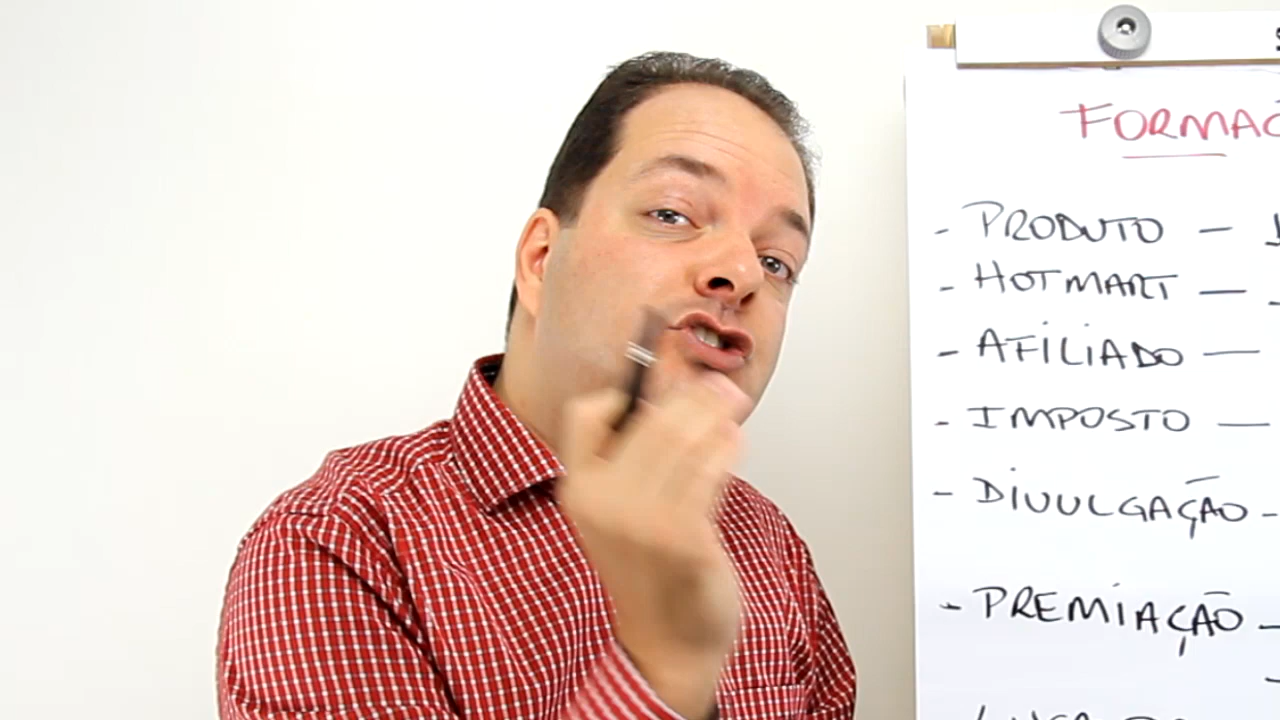 FORMAÇ
- PRODUTO -
- HOTMART -
- AFILIADO -
- IMPOSTO -
- DIVULGAÇÃO -
- PREMIAÇÃO -